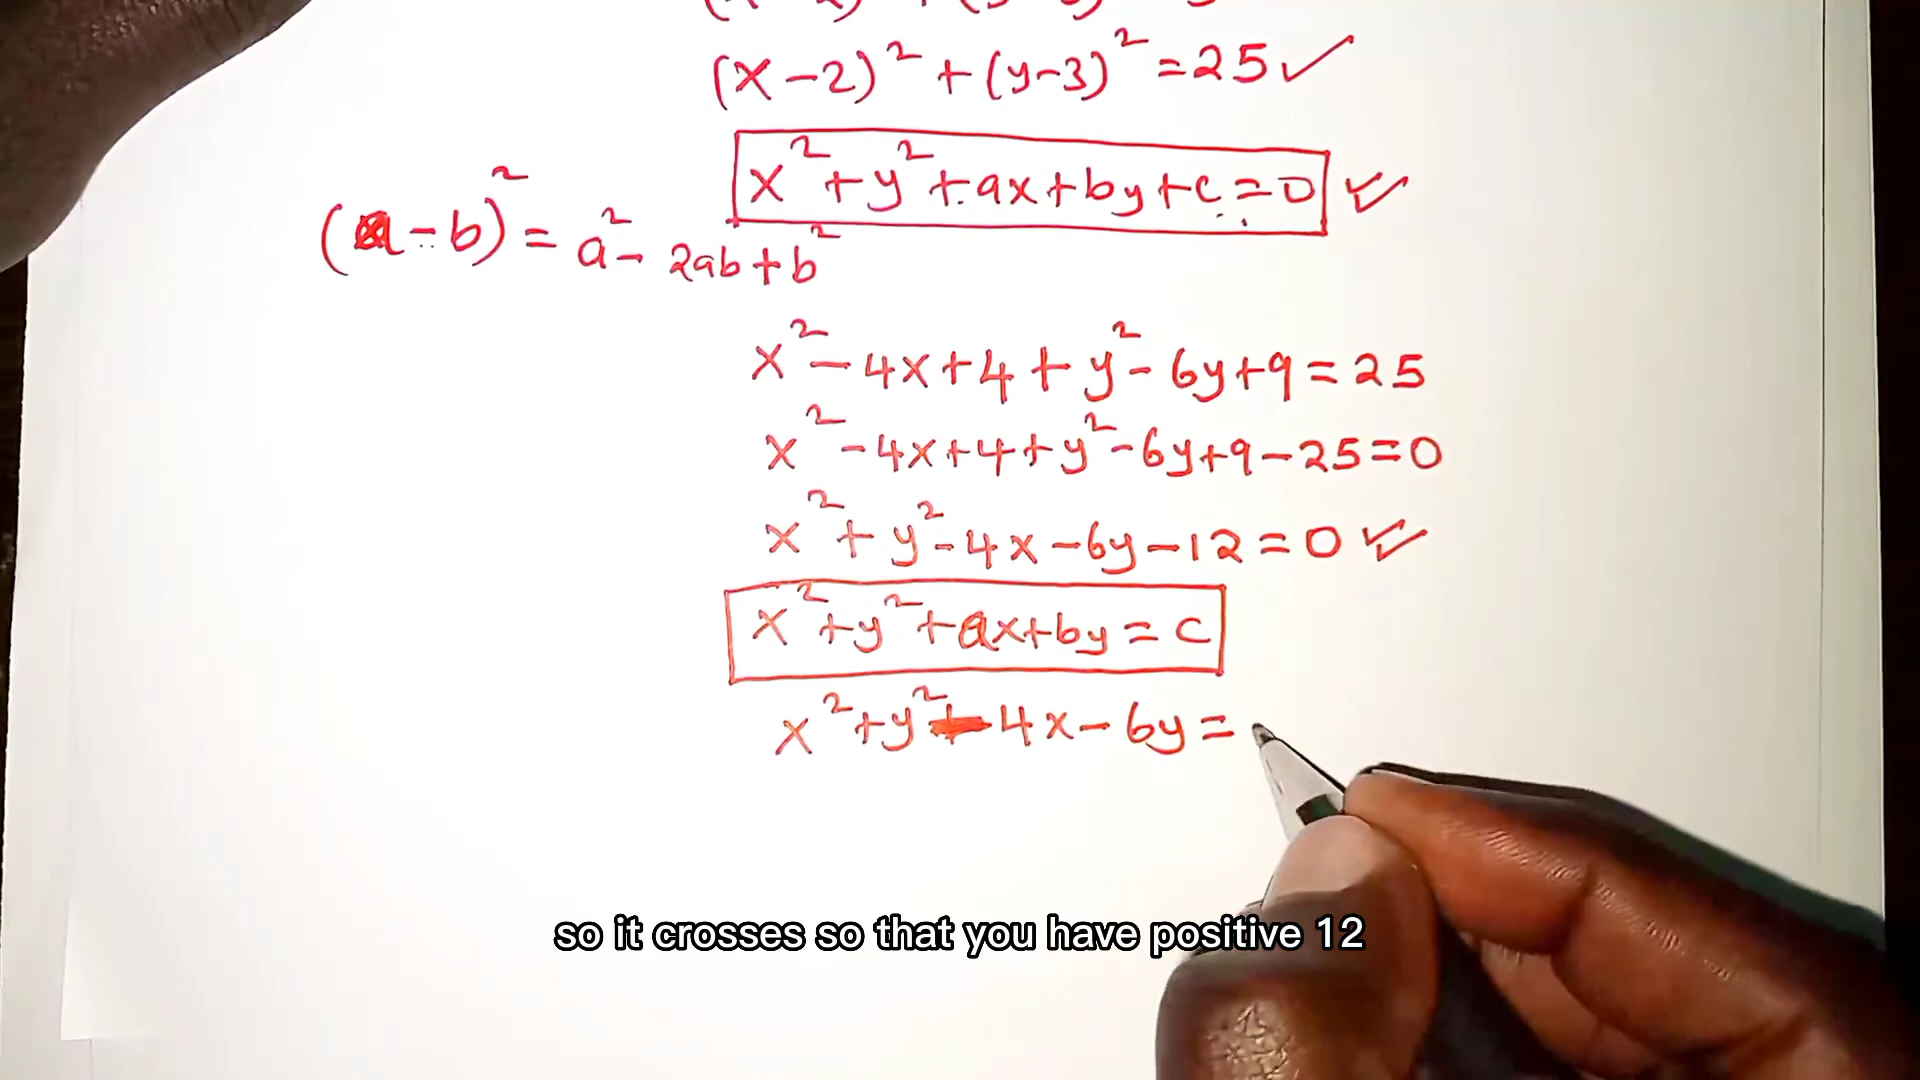 (x-2)² + (y-3)² = 25 ✓
x² + y² + ax + by + c = 0 ✓
(a - b)² = a² - 2ab + b²
x² - 4x + 4 + y² - 6y + 9 = 25
x² - 4x + 4 + y² - 6y + 9 - 25 = 0
x² + y² - 4x - 6y - 12 = 0 ✓
x² + y² + ax + by = c
x² + y² - 4x - 6y =
so it crosses so that you have positive 12